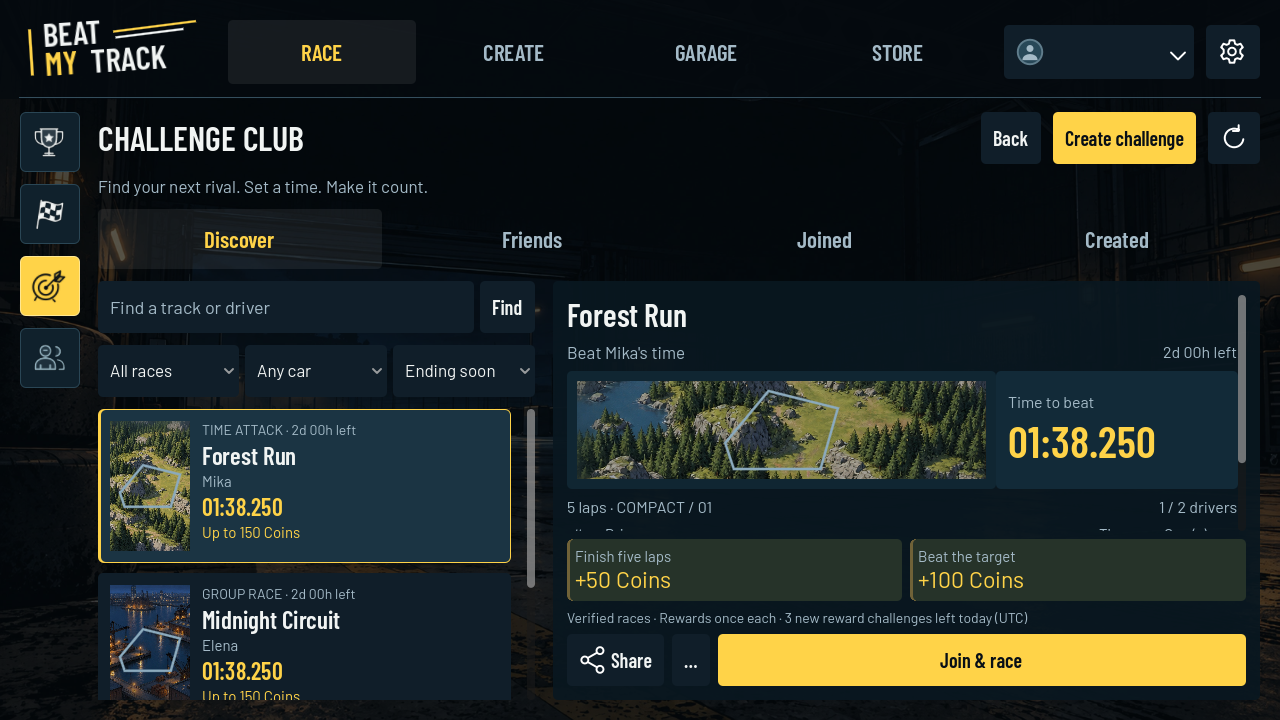 BEAT
MY TRACK
RACE
CREATE
GARAGE
STORE
CHALLENGE CLUB
Back
Create challenge
Find your next rival. Set a time. Make it count.
Discover
Friends
Joined
Created
Find a track or driver
Find
All races
Any car
Ending soon
TIME ATTACK · 2d 00h left
Forest Run
Mika
01:38.250
Up to 150 Coins
GROUP RACE · 2d 00h left
Midnight Circuit
Elena
01:38.250
Up to 150 Coins
Forest Run
Beat Mika's time
2d 00h left
Time to beat
01:38.250
5 laps · COMPACT / 01
1 / 2 drivers
Finish five laps
+50 Coins
Beat the target
+100 Coins
Verified races · Rewards once each · 3 new reward challenges left today (UTC)
Share
...
Join & race